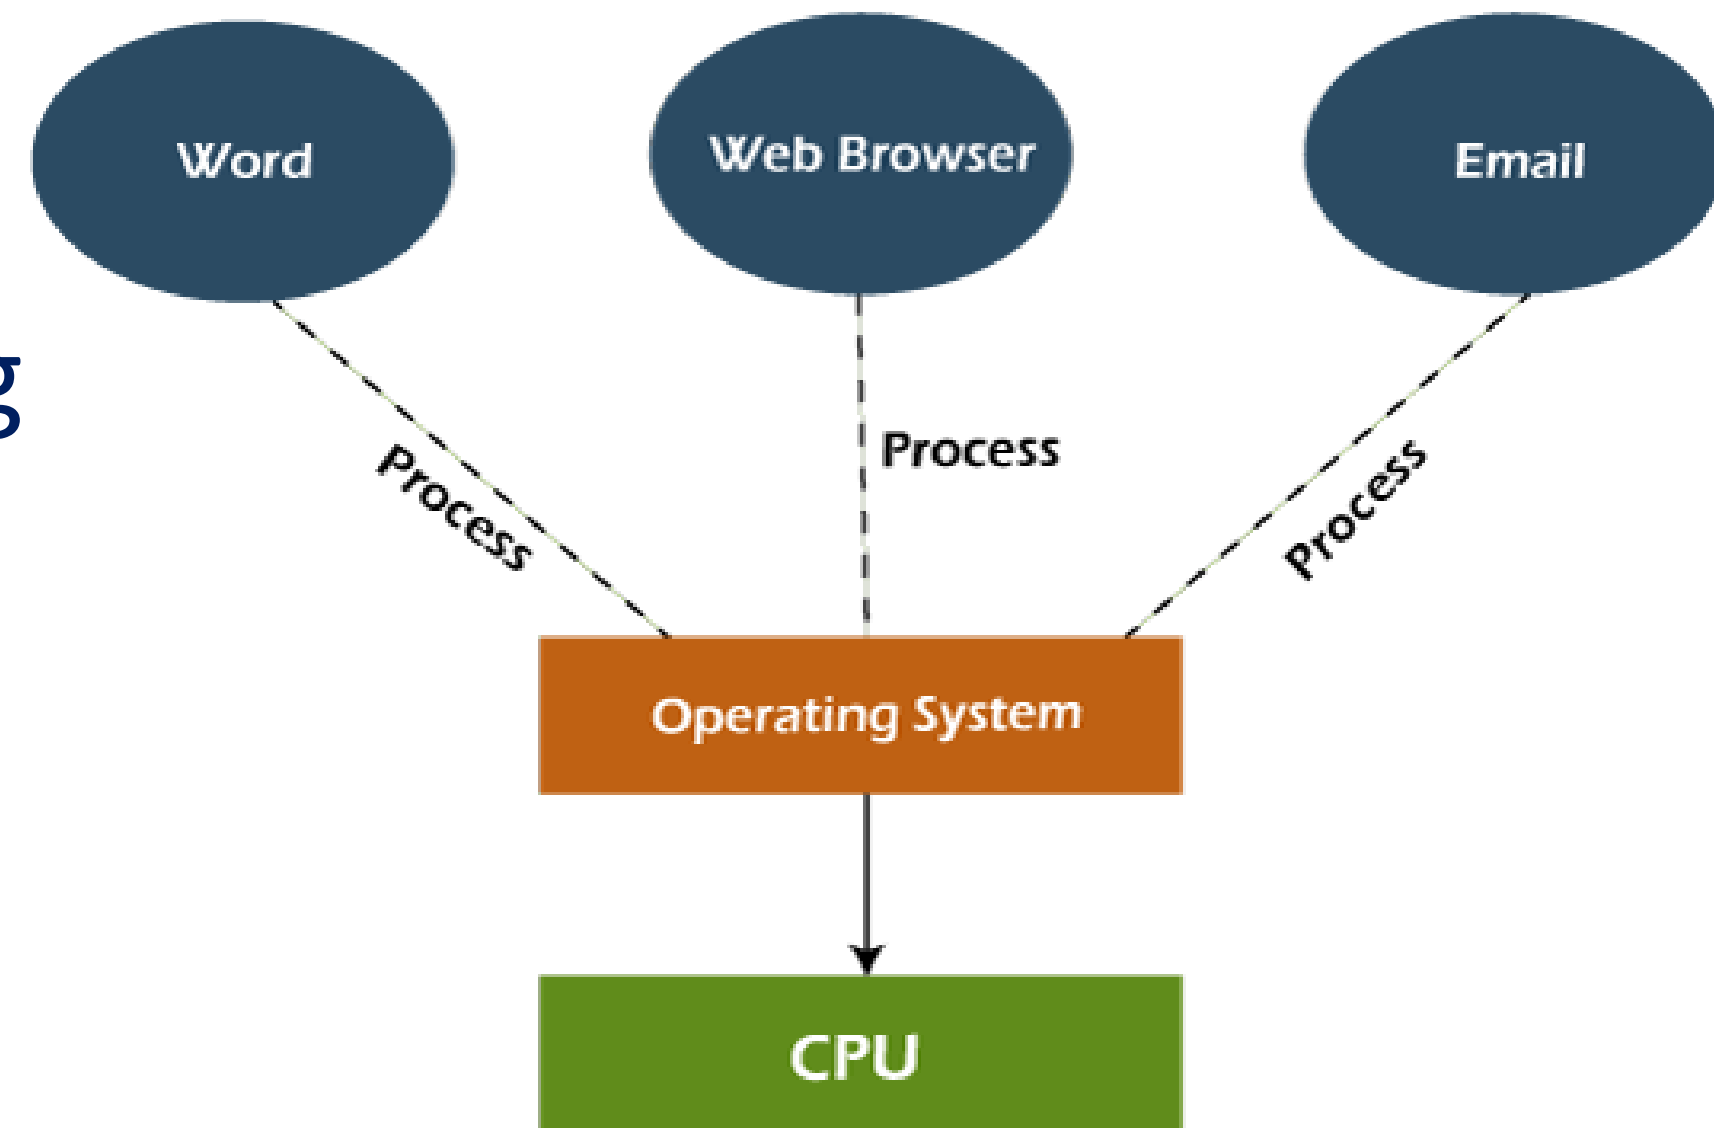 Word
Web Browser
Email
g
Process
Process
Process
Operating System
CPU